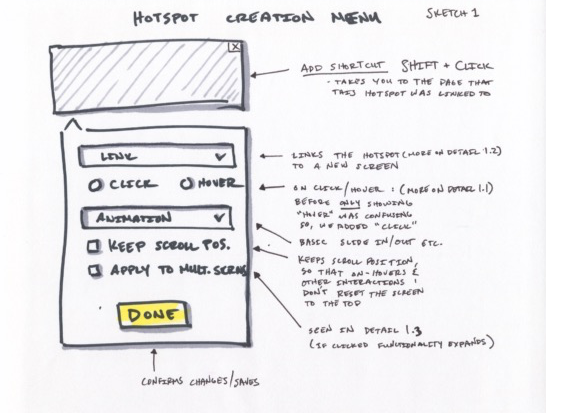 HOTSPOT CREATION MENU
SKETCH 1
X
ADD SHORTCUT SHIFT + CLICK
- TAKES YOU TO THE PAGE THAT
THIS HOTSPOT WAS LINKED TO
LINK
LINKS THE HOTSPOT (MORE ON DETAIL 1.2)
TO A NEW SCREEN
CLICK HOVER
ON CLICK/HOVER : (MORE ON DETAIL 1.1)
BEFORE ONLY SHOWING
"HOVER" WAS CONFUSING
SO, WE ADDED "CLICK"
ANIMATION
BASIC SLIDE IN/OUT ETC.
KEEP SCROLL POS.
KEEPS SCROLL POSITION,
SO THAT ON-HOVERS &
OTHER INTERACTIONS
DON'T RESET THE SCREEN
TO THE TOP
APPLY TO MULT. SCRNS
SEEN IN DETAIL 1.3
(IF CLICKED FUNCTIONALITY EXPANDS)
DONE
CONFIRMS CHANGES/SAVES